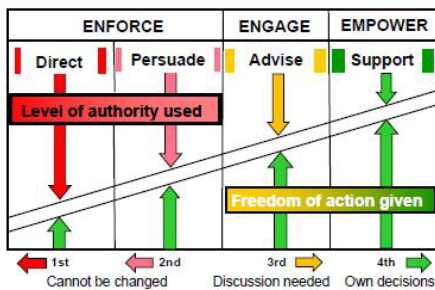 ENFORCE ENGAGE EMPOWER
Direct Persuade Advise Support
Level of authority used
Freedom of action given
1st 2nd 3rd 4th
Cannot be changed Discussion needed Own decisions